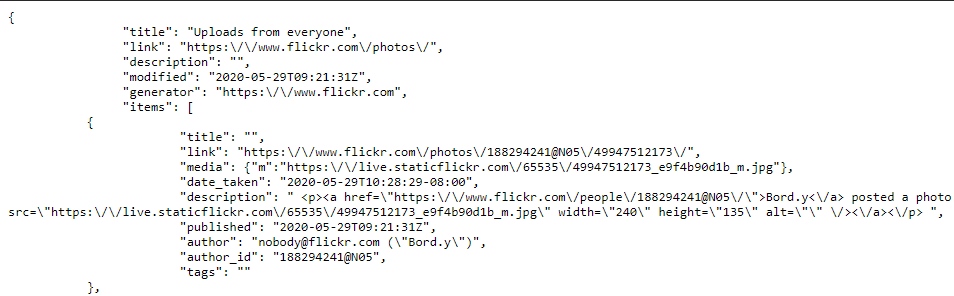 {
"title": "Uploads from everyone",
"link": "https:\/\/www.flickr.com\/photos\/",
"description": "",
"modified": "2020-05-29T09:21:31Z",
"generator": "https:\/\/www.flickr.com",
"items": [
{
"title": "",
"link": "https:\/\/www.flickr.com\/photos\/188294241@N05\/49947512173\/",
"media": {"m":"https:\/\/live.staticflickr.com\/65535\/49947512173_e9f4b90d1b_m.jpg"},
"date_taken": "2020-05-29T10:28:29-08:00",
"description": " <p><a href=\"https:\/\/www.flickr.com\/people\/188294241@N05\/\">Bord.y<\/a> posted a photo
src=\"https:\/\/live.staticflickr.com\/65535\/49947512173_e9f4b90d1b_m.jpg\" width=\"240\" height=\"135\" alt=\"\" \/><\/a><\/p> ",
"published": "2020-05-29T09:21:31Z",
"author": "nobody@flickr.com (\"Bord.y\")",
"author_id": "188294241@N05",
"tags": ""
},